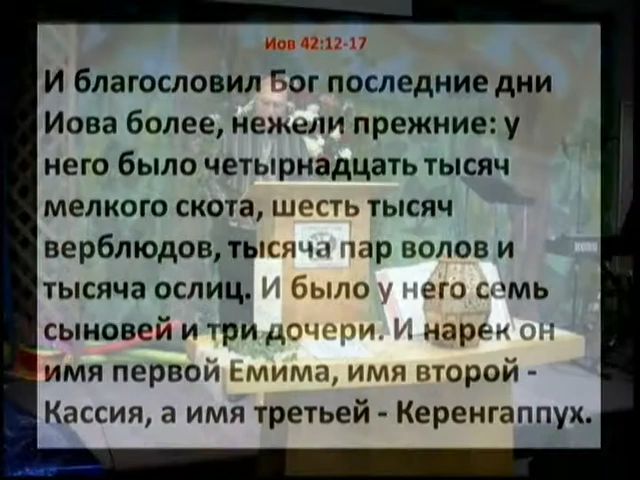 Иов 42:12-17
И благословил Бог последние дни
Иова более, нежели прежние: у
него было четырнадцать тысяч
мелкого скота, шесть тысяч
верблюдов, тысяча пар волов и
тысяча ослиц. И было у него семь
сыновей и три дочери. И нарек он
имя первой Емима, имя второй -
Кассия, а имя третьей - Керенгаппух.